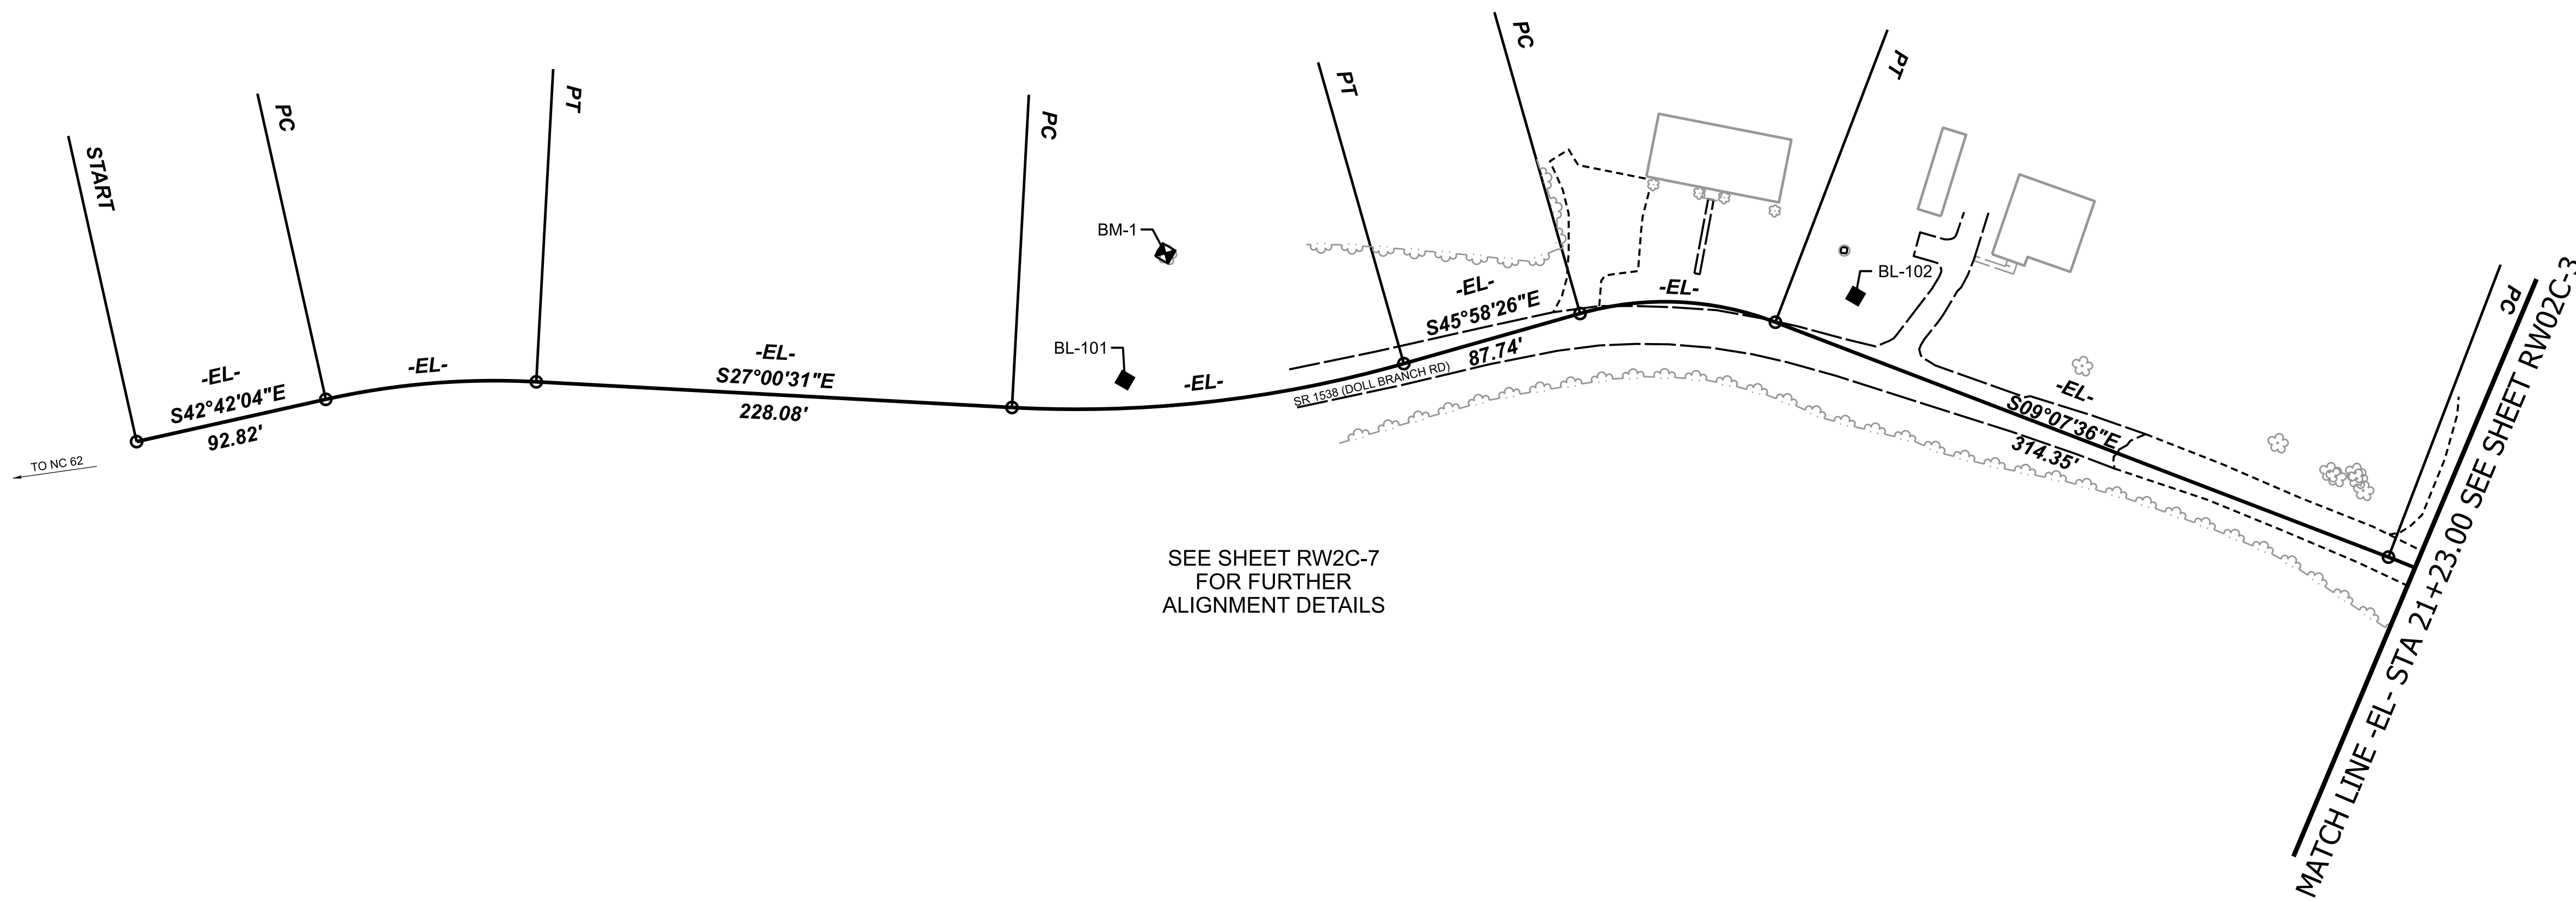 START
PC
PT
PC
PT
PC
PT
PC
BM-1
BL-101
BL-102
-EL-
S42°42'04"E
92.82'
-EL-
-EL-
S27°00'31"E
228.08'
-EL-
-EL-
S45°58'26"E
87.74'
SR 1538 (DOLL BRANCH RD)
-EL-
-EL-
S09°07'36"E
314.35'
TO NC 62
SEE SHEET RW2C-7
FOR FURTHER
ALIGNMENT DETAILS
MATCH LINE -EL- STA 21+23.00 SEE SHEET RW02C-3